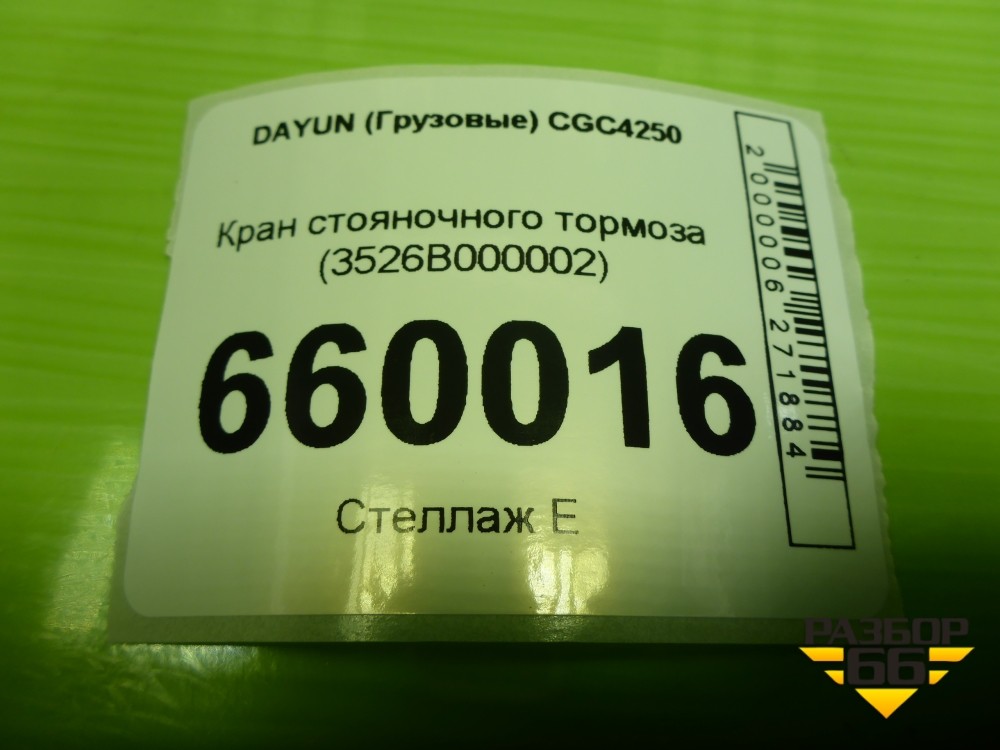 DAYUN (Грузовые) CGC4250
Кран стояночного тормоза
(3526B000002)
660016
Стеллаж E
2000006271884
РАЗБОР
66